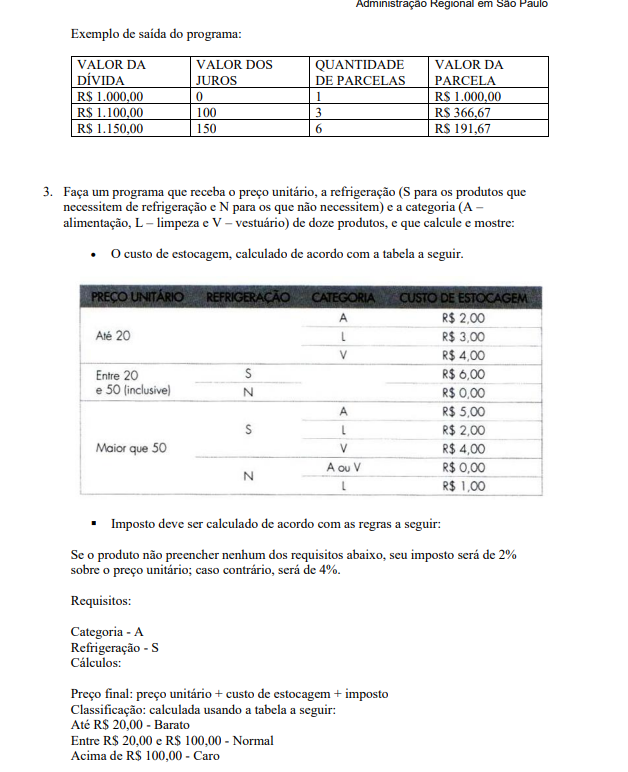 Administração Regional em São Paulo
Exemplo de saída do programa:
VALOR DA DÍVIDA VALOR DOS JUROS QUANTIDADE DE PARCELAS VALOR DA PARCELA
R$ 1.000,00 0 1 R$ 1.000,00
R$ 1.100,00 100 3 R$ 366,67
R$ 1.150,00 150 6 R$ 191,67
3. Faça um programa que receba o preço unitário, a refrigeração (S para os produtos que
necessitem de refrigeração e N para os que não necessitem) e a categoria (A –
alimentação, L – limpeza e V – vestuário) de doze produtos, e que calcule e mostre:
• O custo de estocagem, calculado de acordo com a tabela a seguir.
PREÇO UNITÁRIO REFRIGERAÇÃO CATEGORIA CUSTO DE ESTOCAGEM
A R$ 2,00
Até 20 L R$ 3,00
V R$ 4,00
Entre 20 S R$ 6,00
e 50 (inclusive) N R$ 0,00
A R$ 5,00
S L R$ 2,00
Maior que 50 V R$ 4,00
N A ou V R$ 0,00
L R$ 1,00
▪ Imposto deve ser calculado de acordo com as regras a seguir:
Se o produto não preencher nenhum dos requisitos abaixo, seu imposto será de 2%
sobre o preço unitário; caso contrário, será de 4%.
Requisitos:
Categoria - A
Refrigeração - S
Cálculos:
Preço final: preço unitário + custo de estocagem + imposto
Classificação: calculada usando a tabela a seguir:
Até R$ 20,00 - Barato
Entre R$ 20,00 e R$ 100,00 - Normal
Acima de R$ 100,00 - Caro